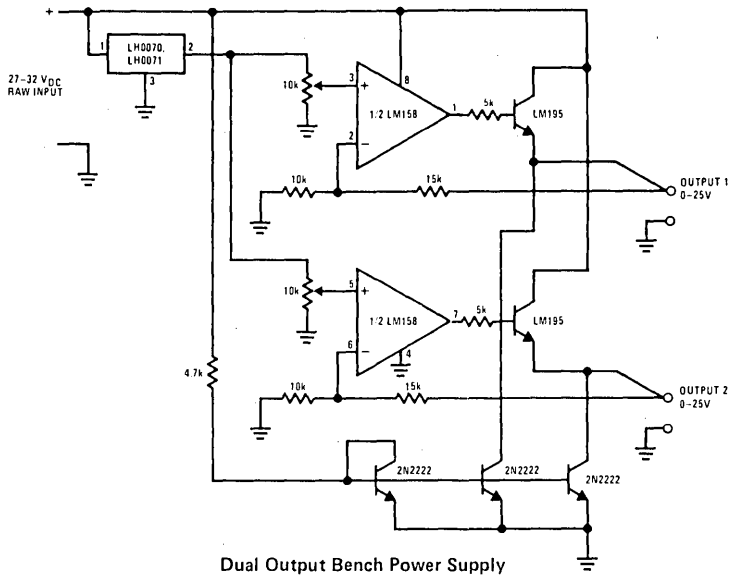 +
1
LH0070,
LH0071
2
3
27–32 VDC
RAW INPUT
10k
3
+
8
1/2 LM158
2
–
1
5k
LM195
10k
15k
OUTPUT 1
0–25V
10k
5
+
1/2 LM158
6
–
4
7
5k
LM195
4.7k
10k
15k
OUTPUT 2
0–25V
2N2222
2N2222
2N2222
Dual Output Bench Power Supply